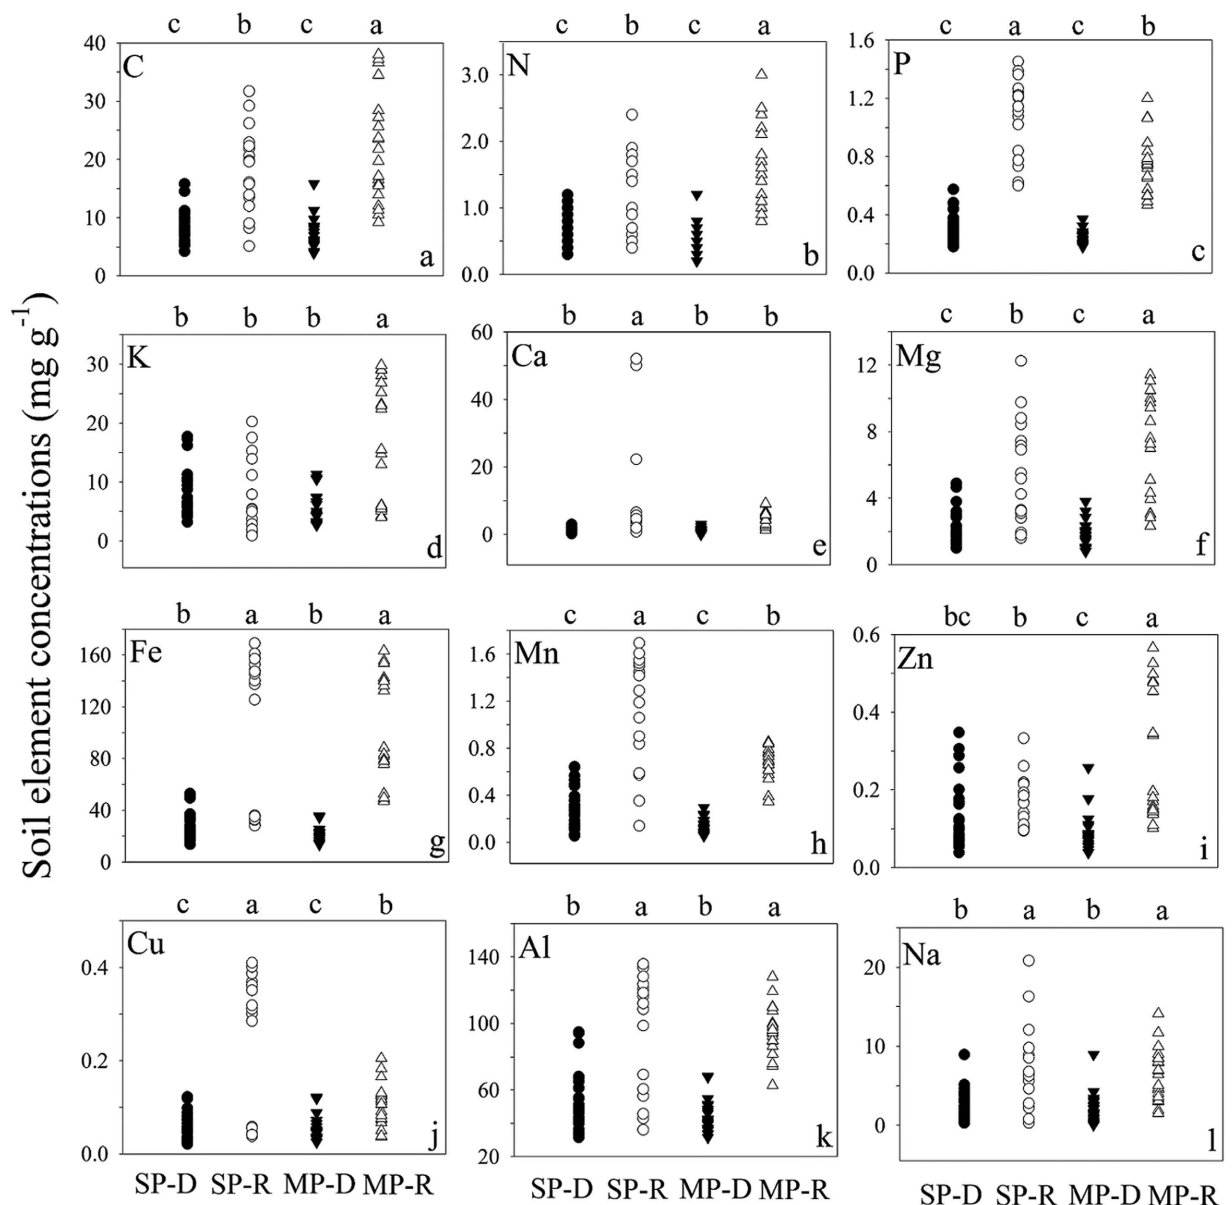 Soil element concentrations (mg g⁻¹)
c b c a
40
30
20
10
0
C
a
c b c a
3.0
2.0
1.0
0.0
N
b
c a c b
1.6
1.2
0.8
0.4
0.0
P
c
b b b a
30
20
10
0
K
d
b a b b
60
40
20
0
Ca
e
c b c a
12
8
4
0
Mg
f
b a b a
160
120
80
40
0
Fe
g
c a c b
1.6
1.2
0.8
0.4
0.0
Mn
h
bc b c a
0.6
0.4
0.2
0.0
Zn
i
c a c b
0.4
0.2
0.0
Cu
j
SP-D SP-R MP-D MP-R
b a b a
140
100
60
20
Al
k
SP-D SP-R MP-D MP-R
b a b a
20
10
0
Na
l
SP-D SP-R MP-D MP-R